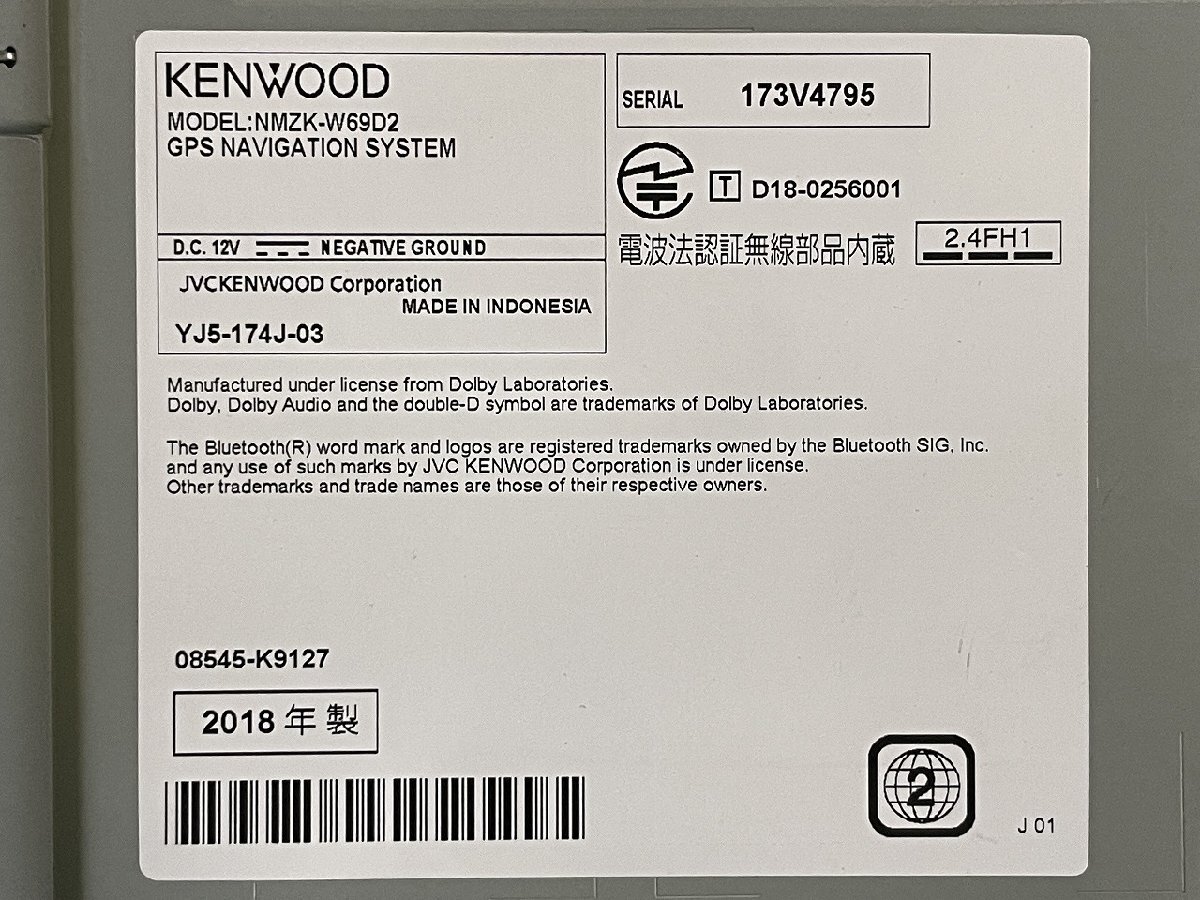 KENWOOD
MODEL:NMZK-W69D2
GPS NAVIGATION SYSTEM
D.C. 12V NEGATIVE GROUND
JVCKENWOOD Corporation
MADE IN INDONESIA
YJ5-174J-03
SERIAL 173V4795
T D18-0256001
電波法認証無線部品内蔵 2.4FH1
Manufactured under license from Dolby Laboratories.
Dolby, Dolby Audio and the double-D symbol are trademarks of Dolby Laboratories.
The Bluetooth(R) word mark and logos are registered trademarks owned by the Bluetooth SIG, Inc.
and any use of such marks by JVC KENWOOD Corporation is under license.
Other trademarks and trade names are those of their respective owners.
08545-K9127
2018 年 製
2
J 01